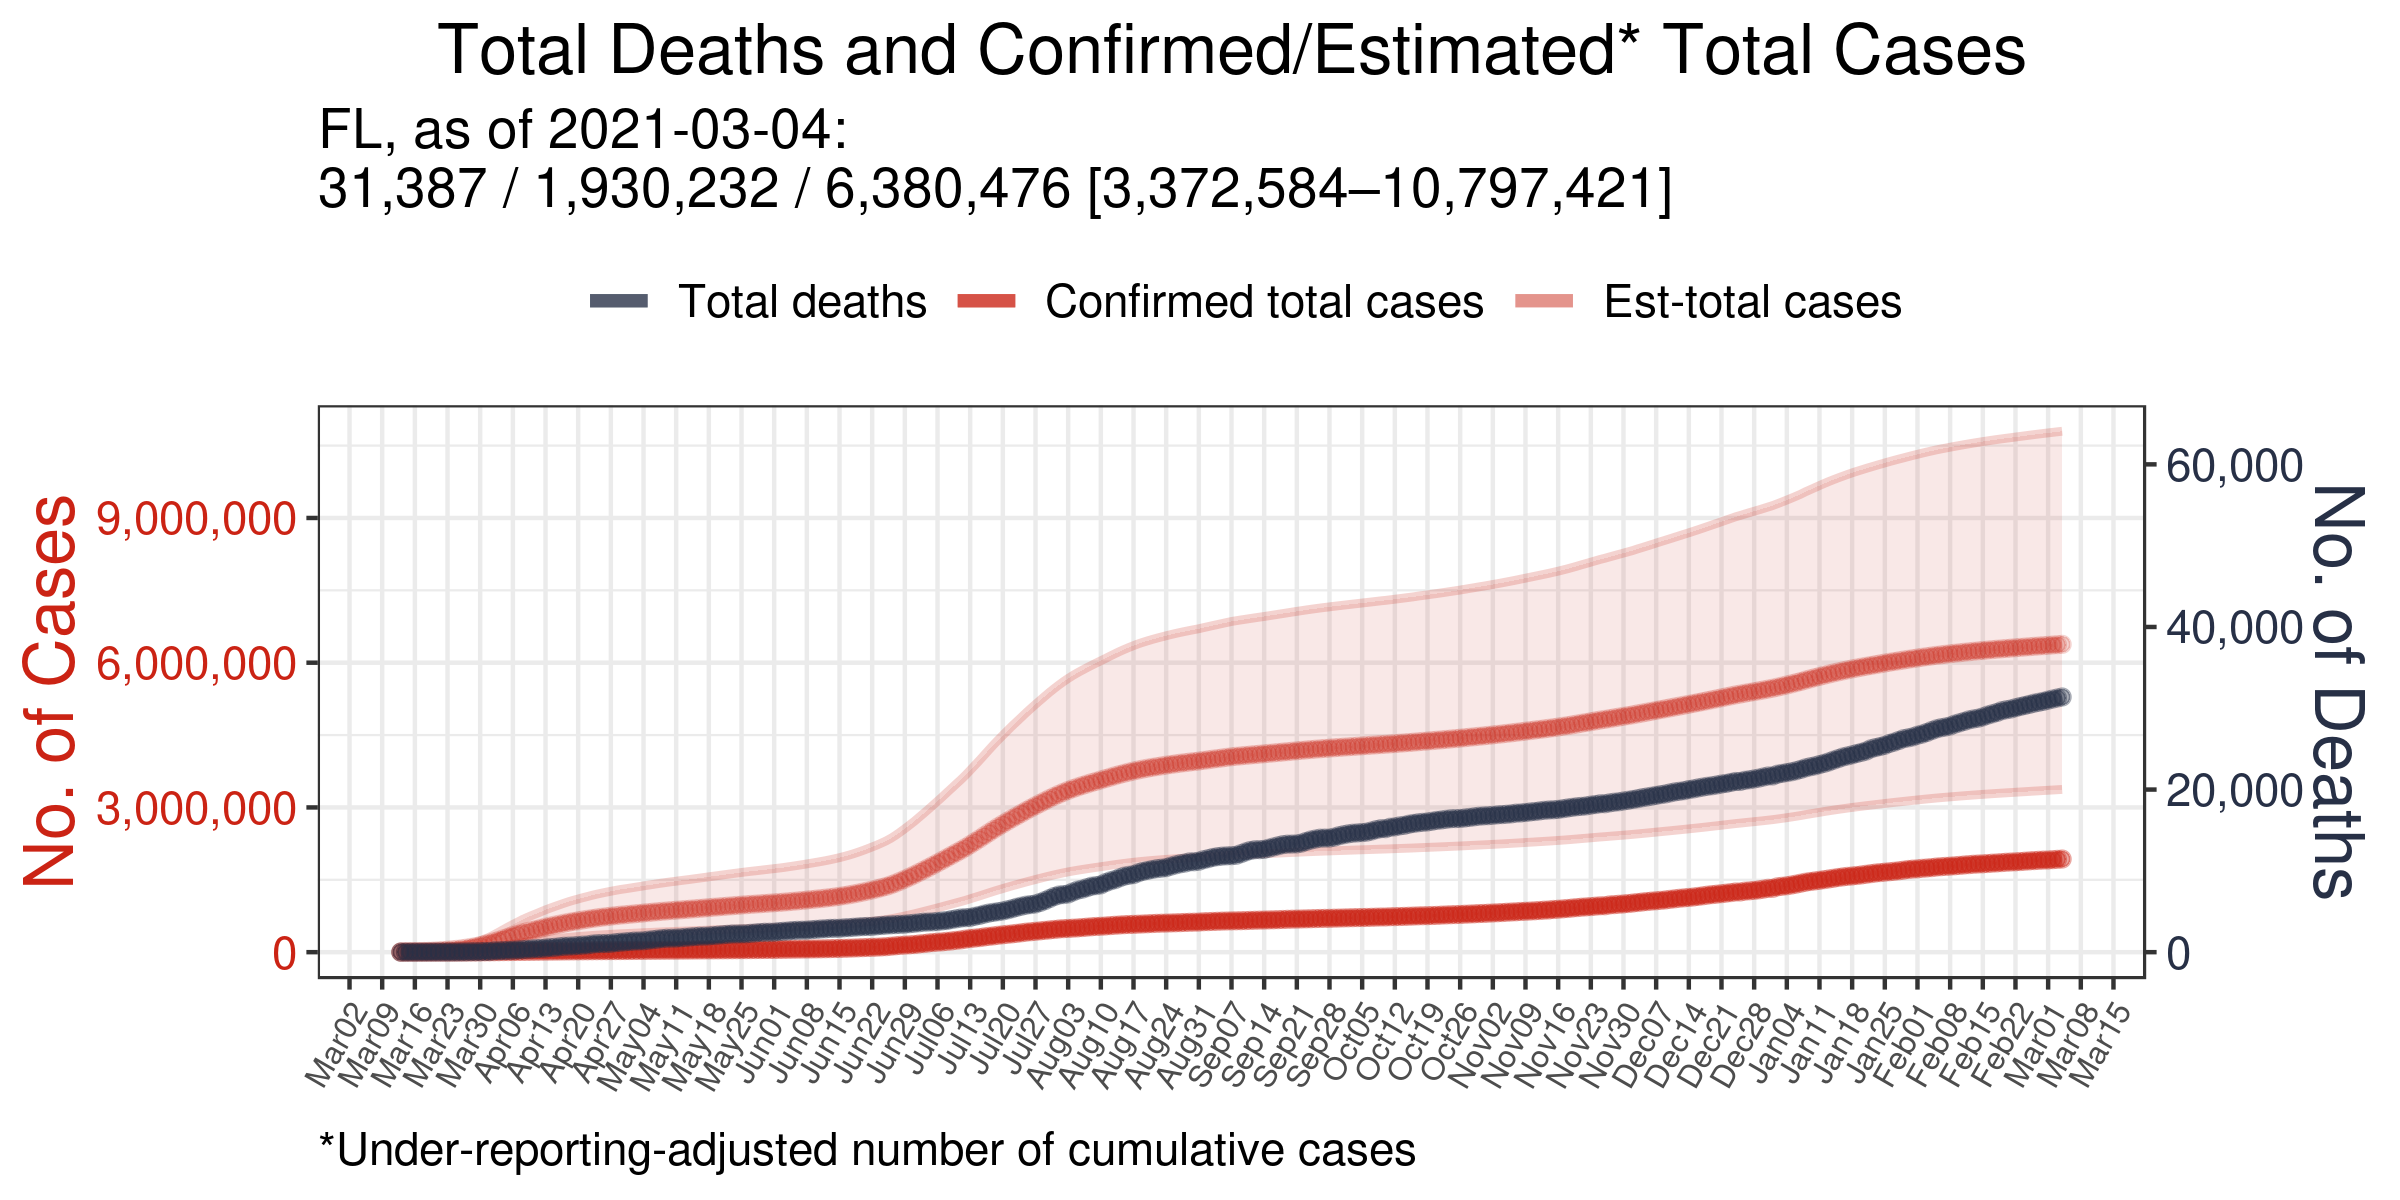 Total Deaths and Confirmed/Estimated* Total Cases
FL, as of 2021-03-04:
31,387 / 1,930,232 / 6,380,476 [3,372,584–10,797,421]
Total deaths
Confirmed total cases
Est-total cases
No. of Cases
9,000,000
6,000,000
3,000,000
0
60,000
40,000
20,000
0
No. of Deaths
Mar02
Mar09
Mar16
Mar23
Mar30
Apr06
Apr13
Apr20
Apr27
May04
May11
May18
May25
Jun01
Jun08
Jun15
Jun22
Jun29
Jul06
Jul13
Jul20
Jul27
Aug03
Aug10
Aug17
Aug24
Aug31
Sep07
Sep14
Sep21
Sep28
Oct05
Oct12
Oct19
Oct26
Nov02
Nov09
Nov16
Nov23
Nov30
Dec07
Dec14
Dec21
Dec28
Jan04
Jan11
Jan18
Jan25
Feb01
Feb08
Feb15
Feb22
Mar01
Mar08
Mar15
*Under-reporting-adjusted number of cumulative cases